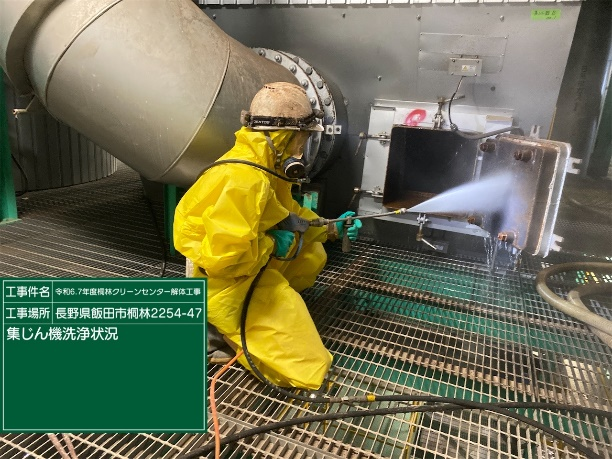 工事件名 令和6.7年度桐林クリーンセンター解体工事
工事場所 長野県飯田市桐林2254-47
集じん機洗浄状況